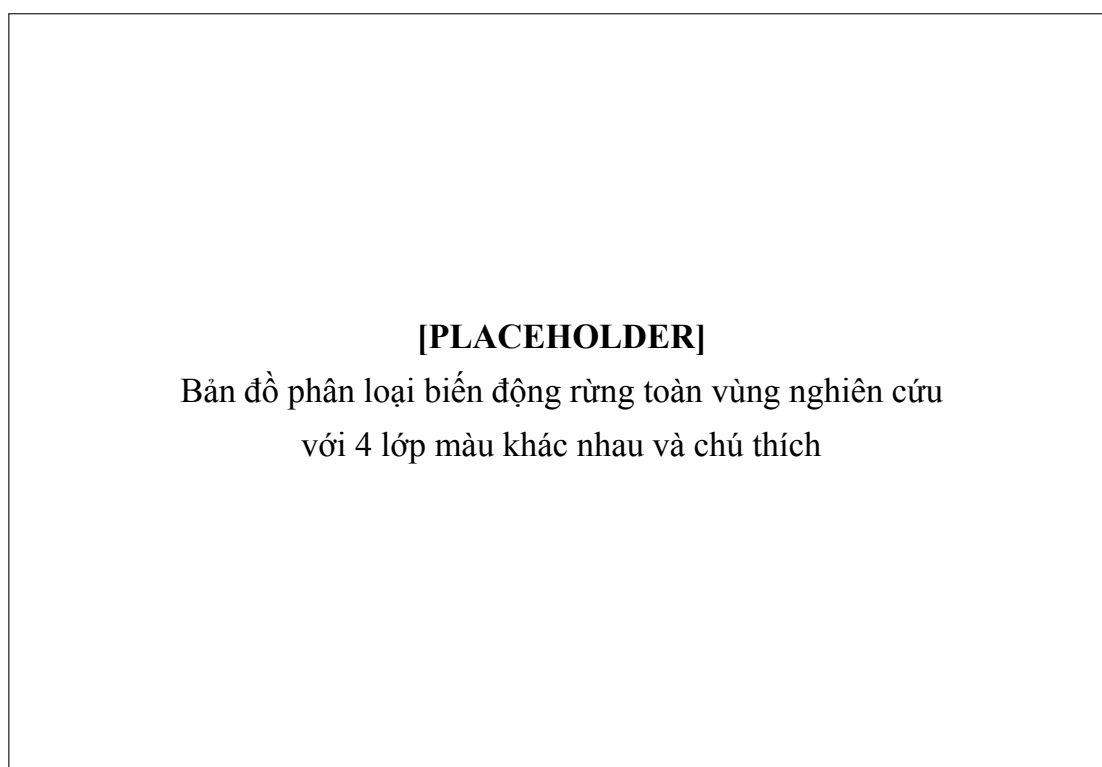 [PLACEHOLDER]
Bản đồ phân loại biến động rừng toàn vùng nghiên cứu
với 4 lớp màu khác nhau và chú thích